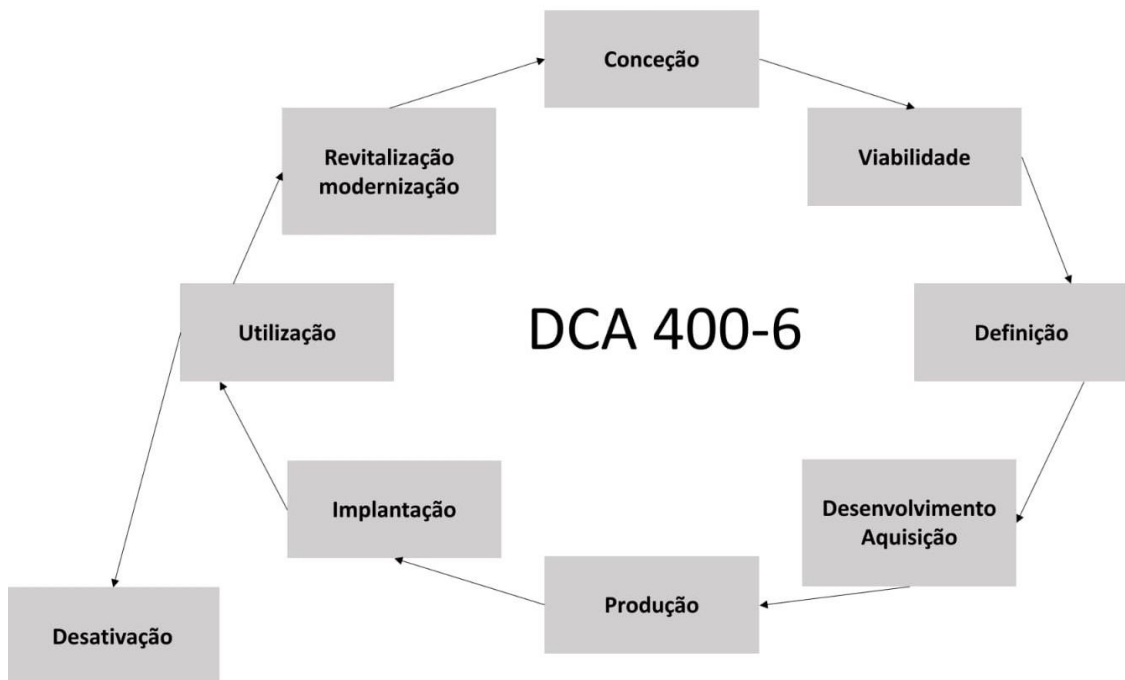 Conceção
Revitalização
modernização
Viabilidade
Utilização
DCA 400-6
Definição
Implantação
Desenvolvimento
Aquisição
Produção
Desativação